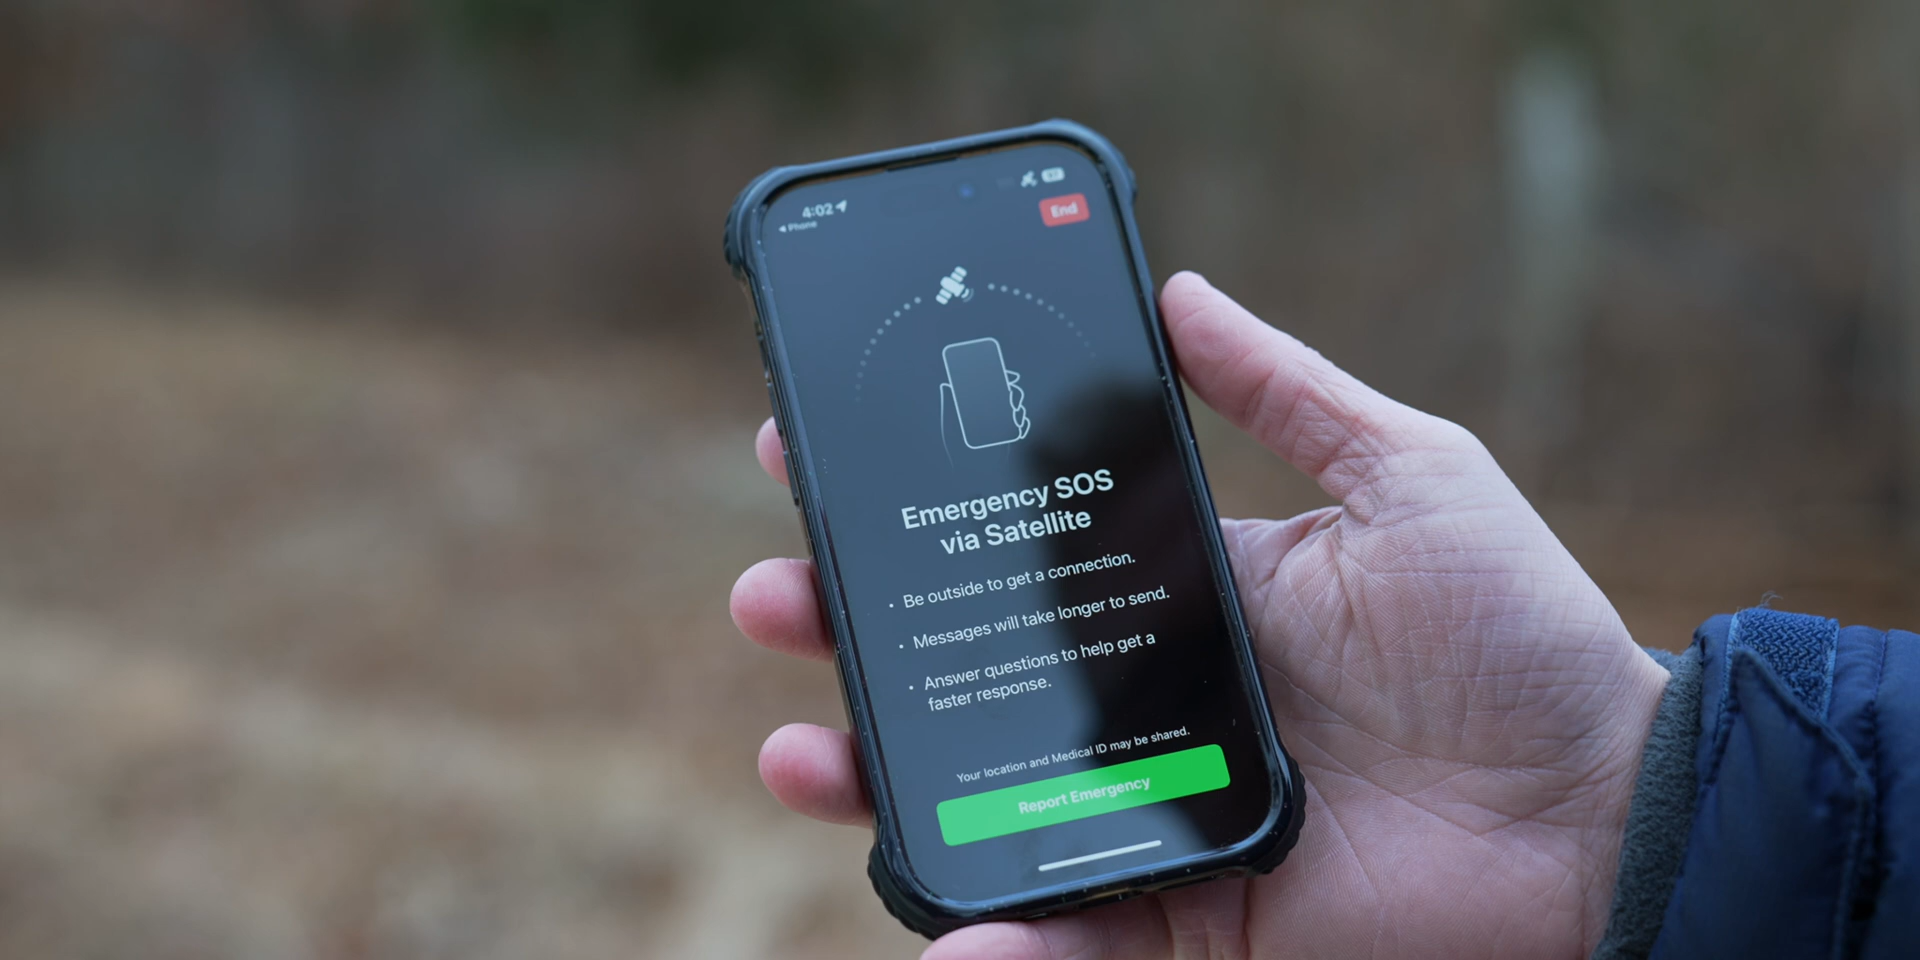 4:02
Phone
End
Emergency SOS
via Satellite
• Be outside to get a connection.
• Messages will take longer to send.
• Answer questions to help get a
faster response.
Your location and Medical ID may be shared.
Report Emergency